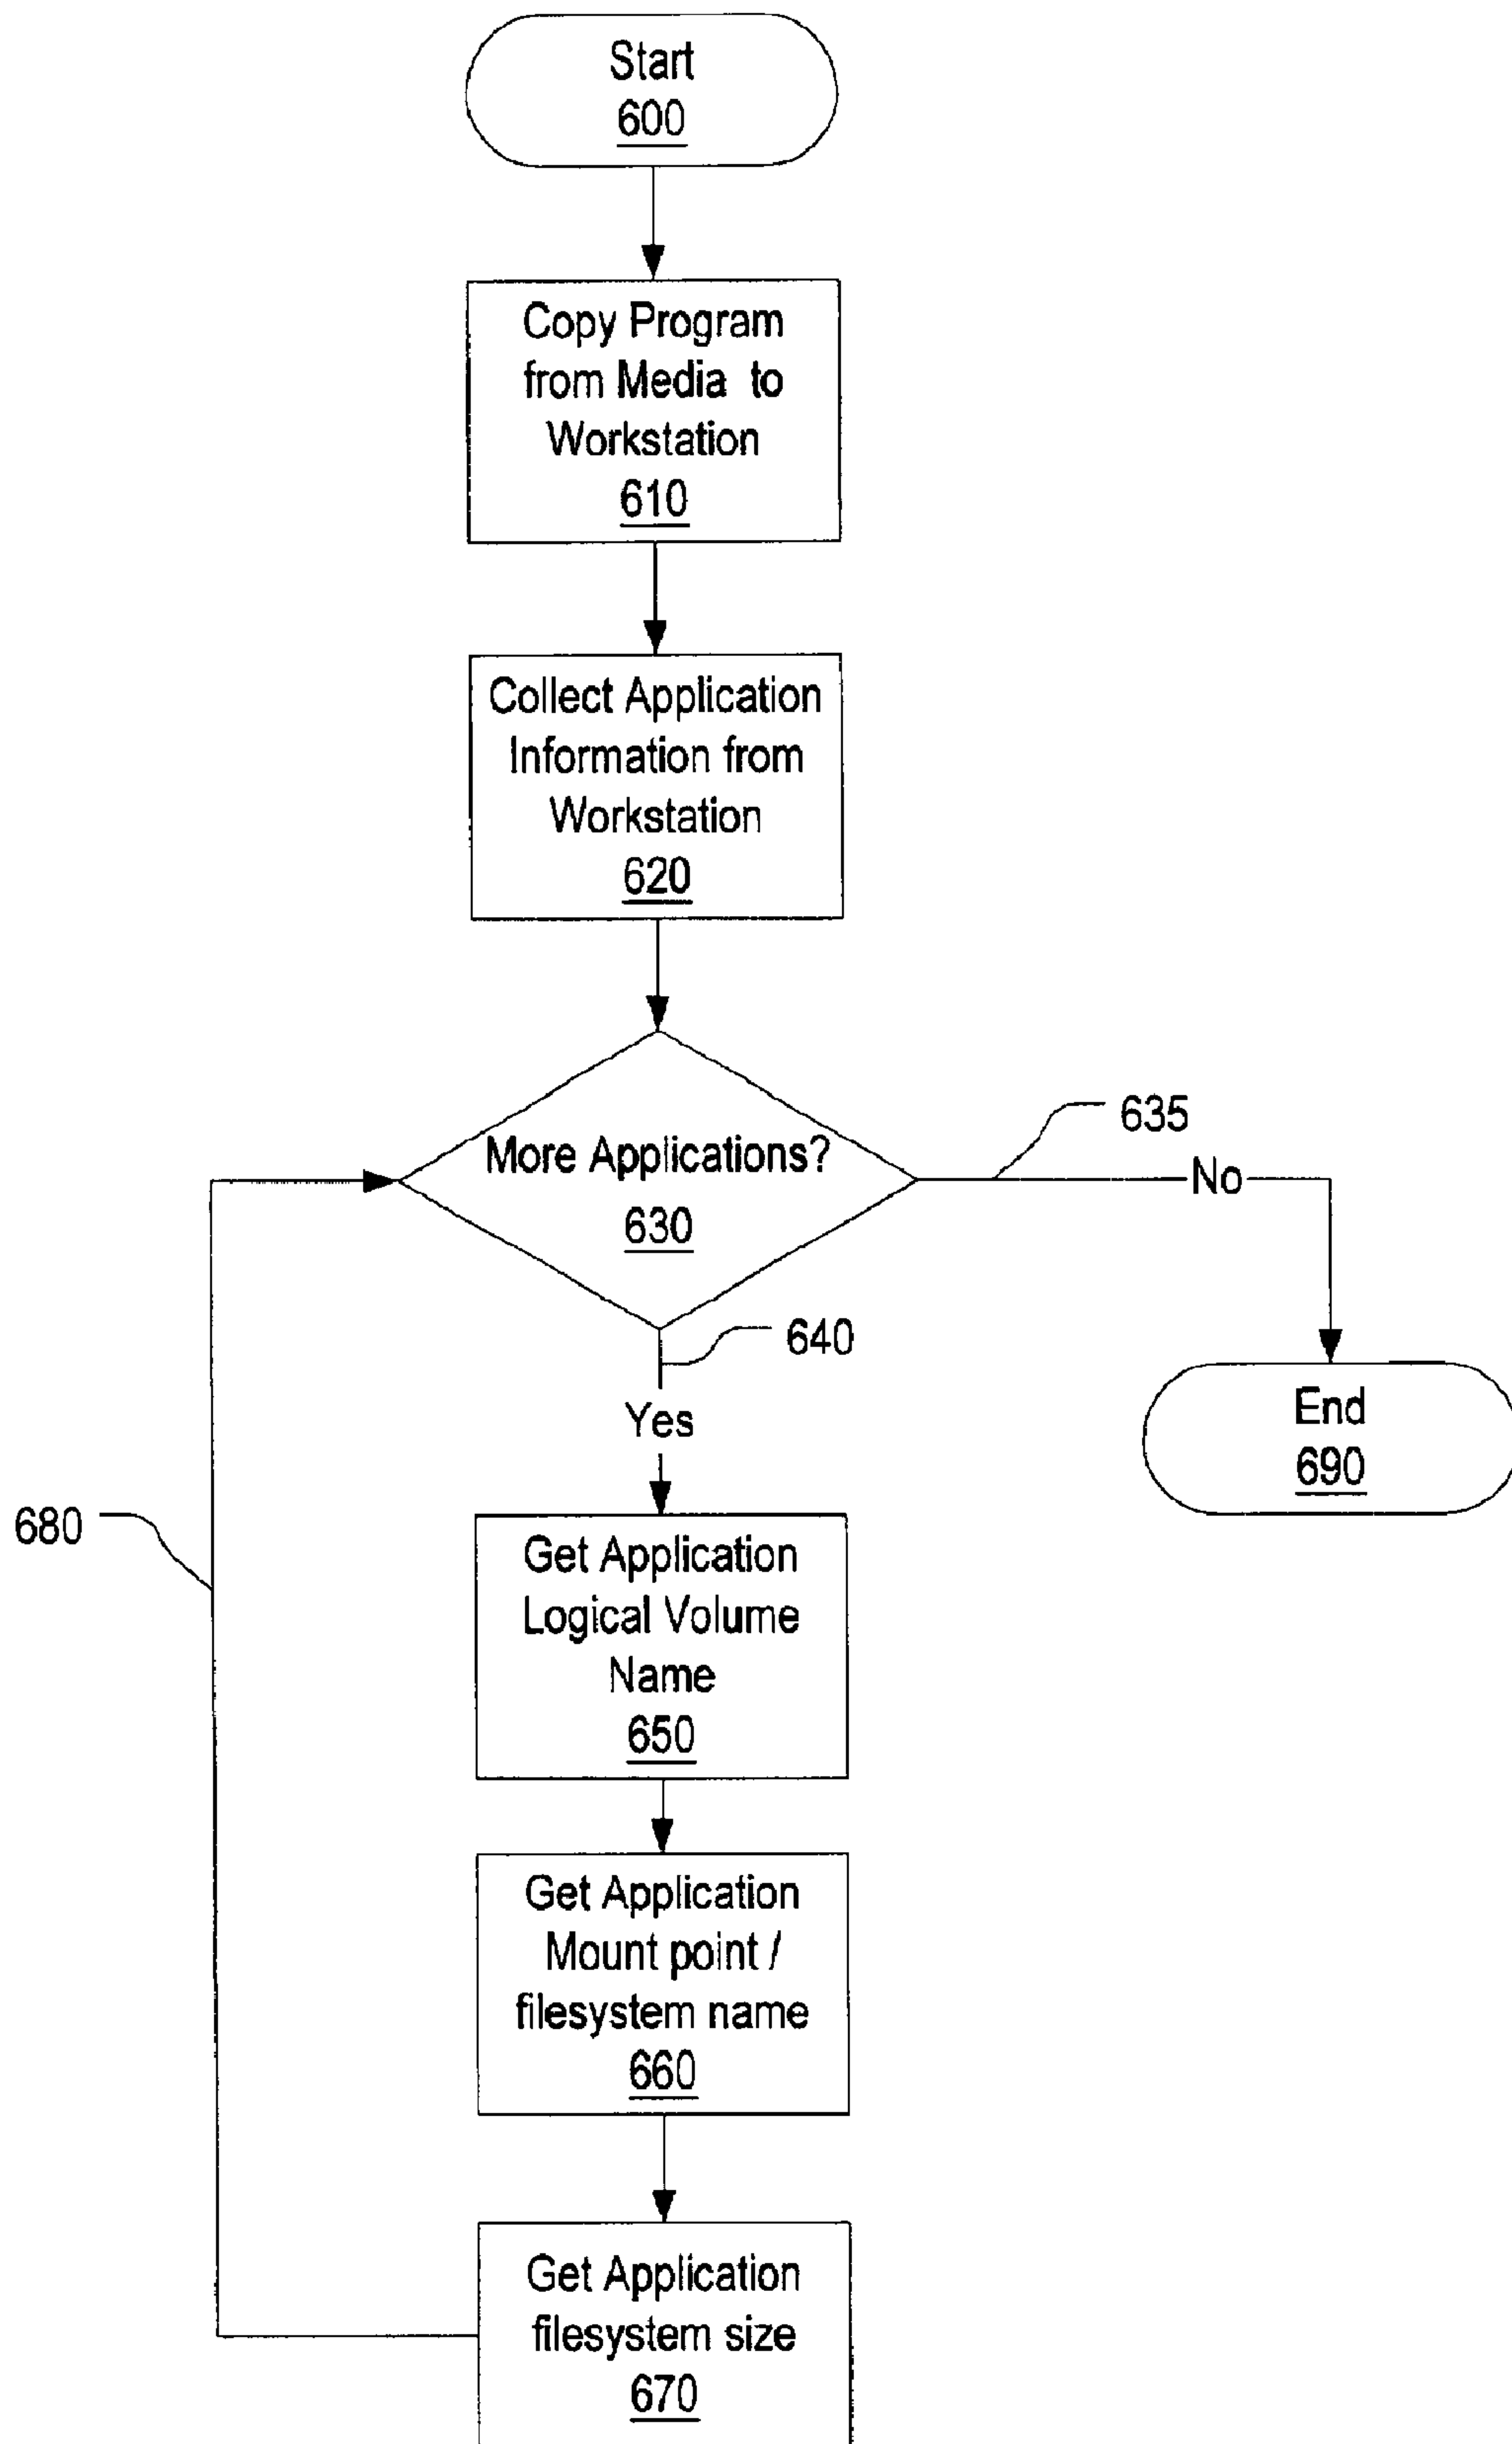 Start
600
Copy Program
from Media to
Workstation
610
Collect Application
Information from
Workstation
620
More Applications?
630
635
No
640
Yes
End
690
680
Get Application
Logical Volume
Name
650
Get Application
Mount point /
filesystem name
660
Get Application
filesystem size
670